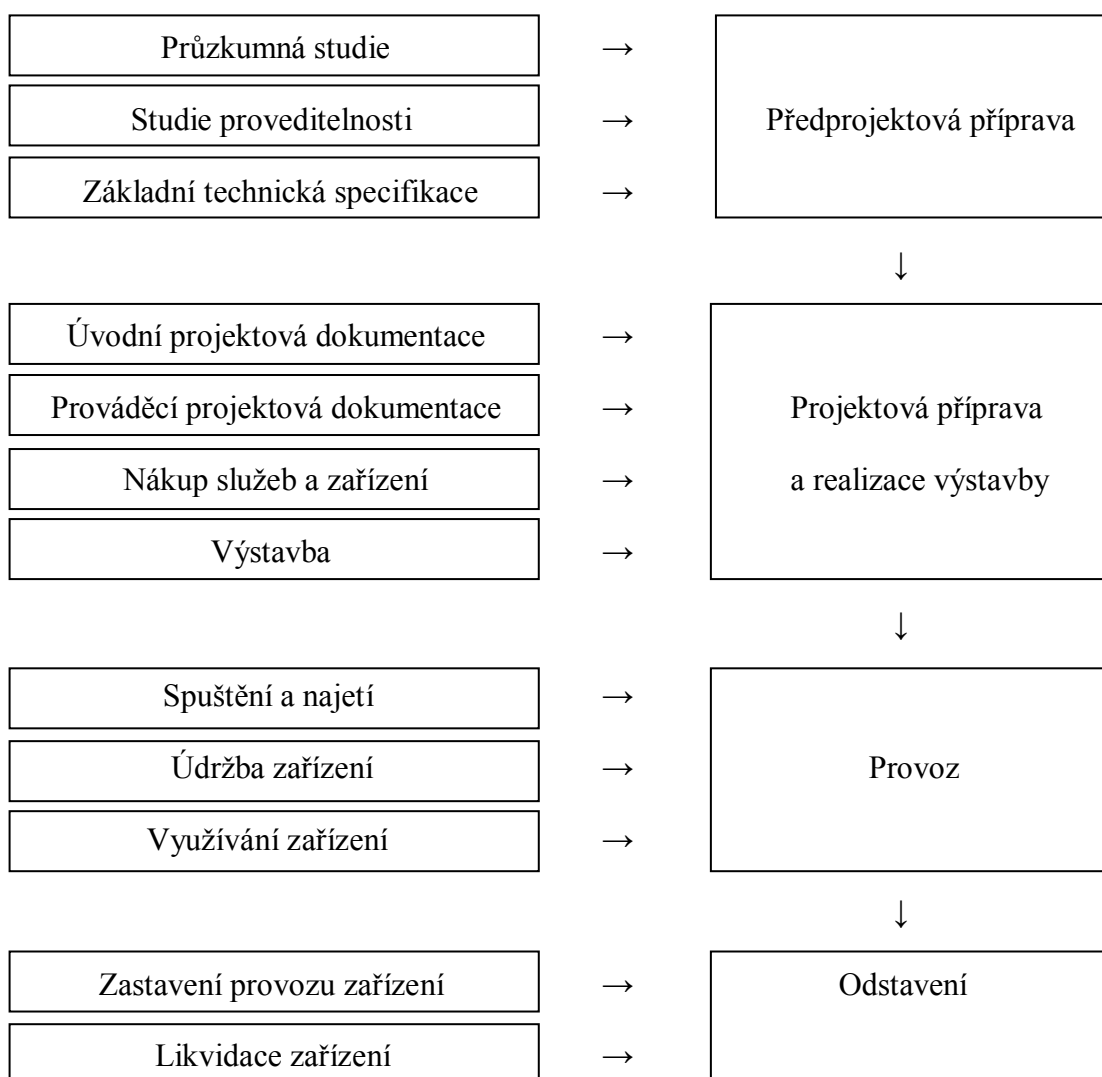 Průzkumná studie
→
Studie proveditelnosti
→
Předprojektová příprava
Základní technická specifikace
→
↓
Úvodní projektová dokumentace
→
Prováděcí projektová dokumentace
→
Projektová příprava
Nákup služeb a zařízení
→
a realizace výstavby
Výstavba
→
↓
Spuštění a najetí
→
Údržba zařízení
→
Provoz
Využívání zařízení
→
↓
Zastavení provozu zařízení
→
Odstavení
Likvidace zařízení
→